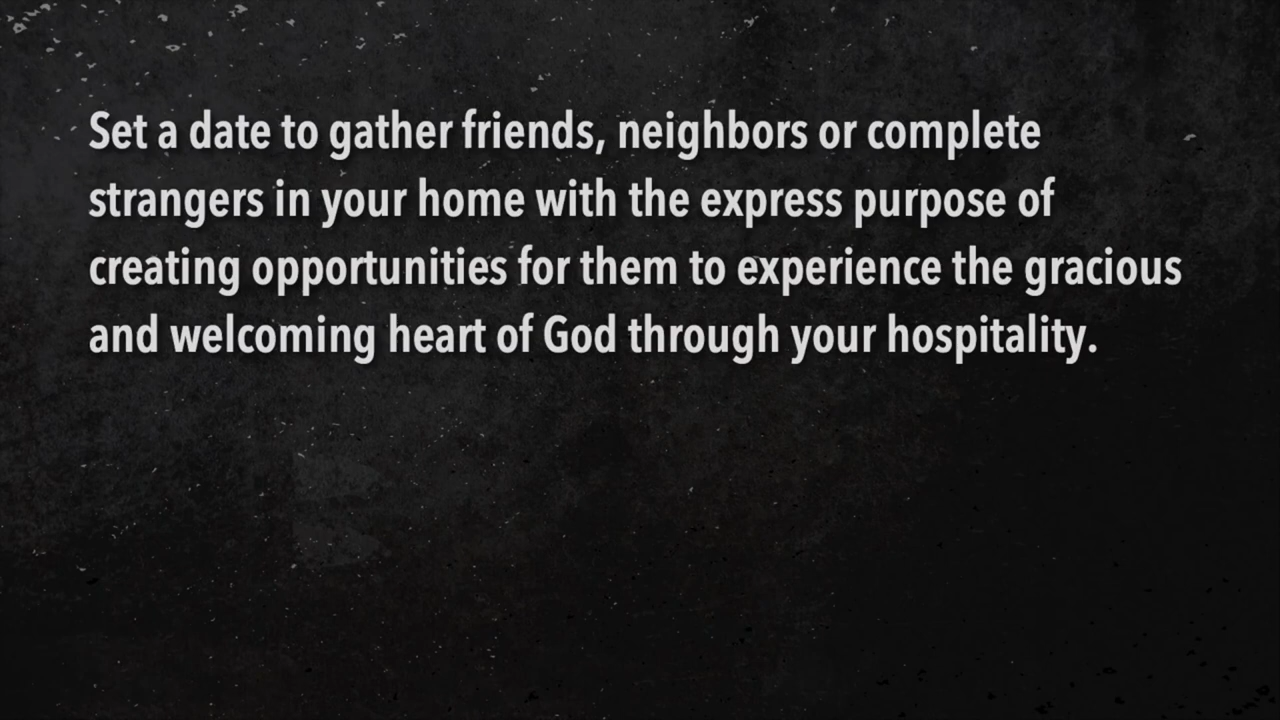 Set a date to gather friends, neighbors or complete
strangers in your home with the express purpose of
creating opportunities for them to experience the gracious
and welcoming heart of God through your hospitality.